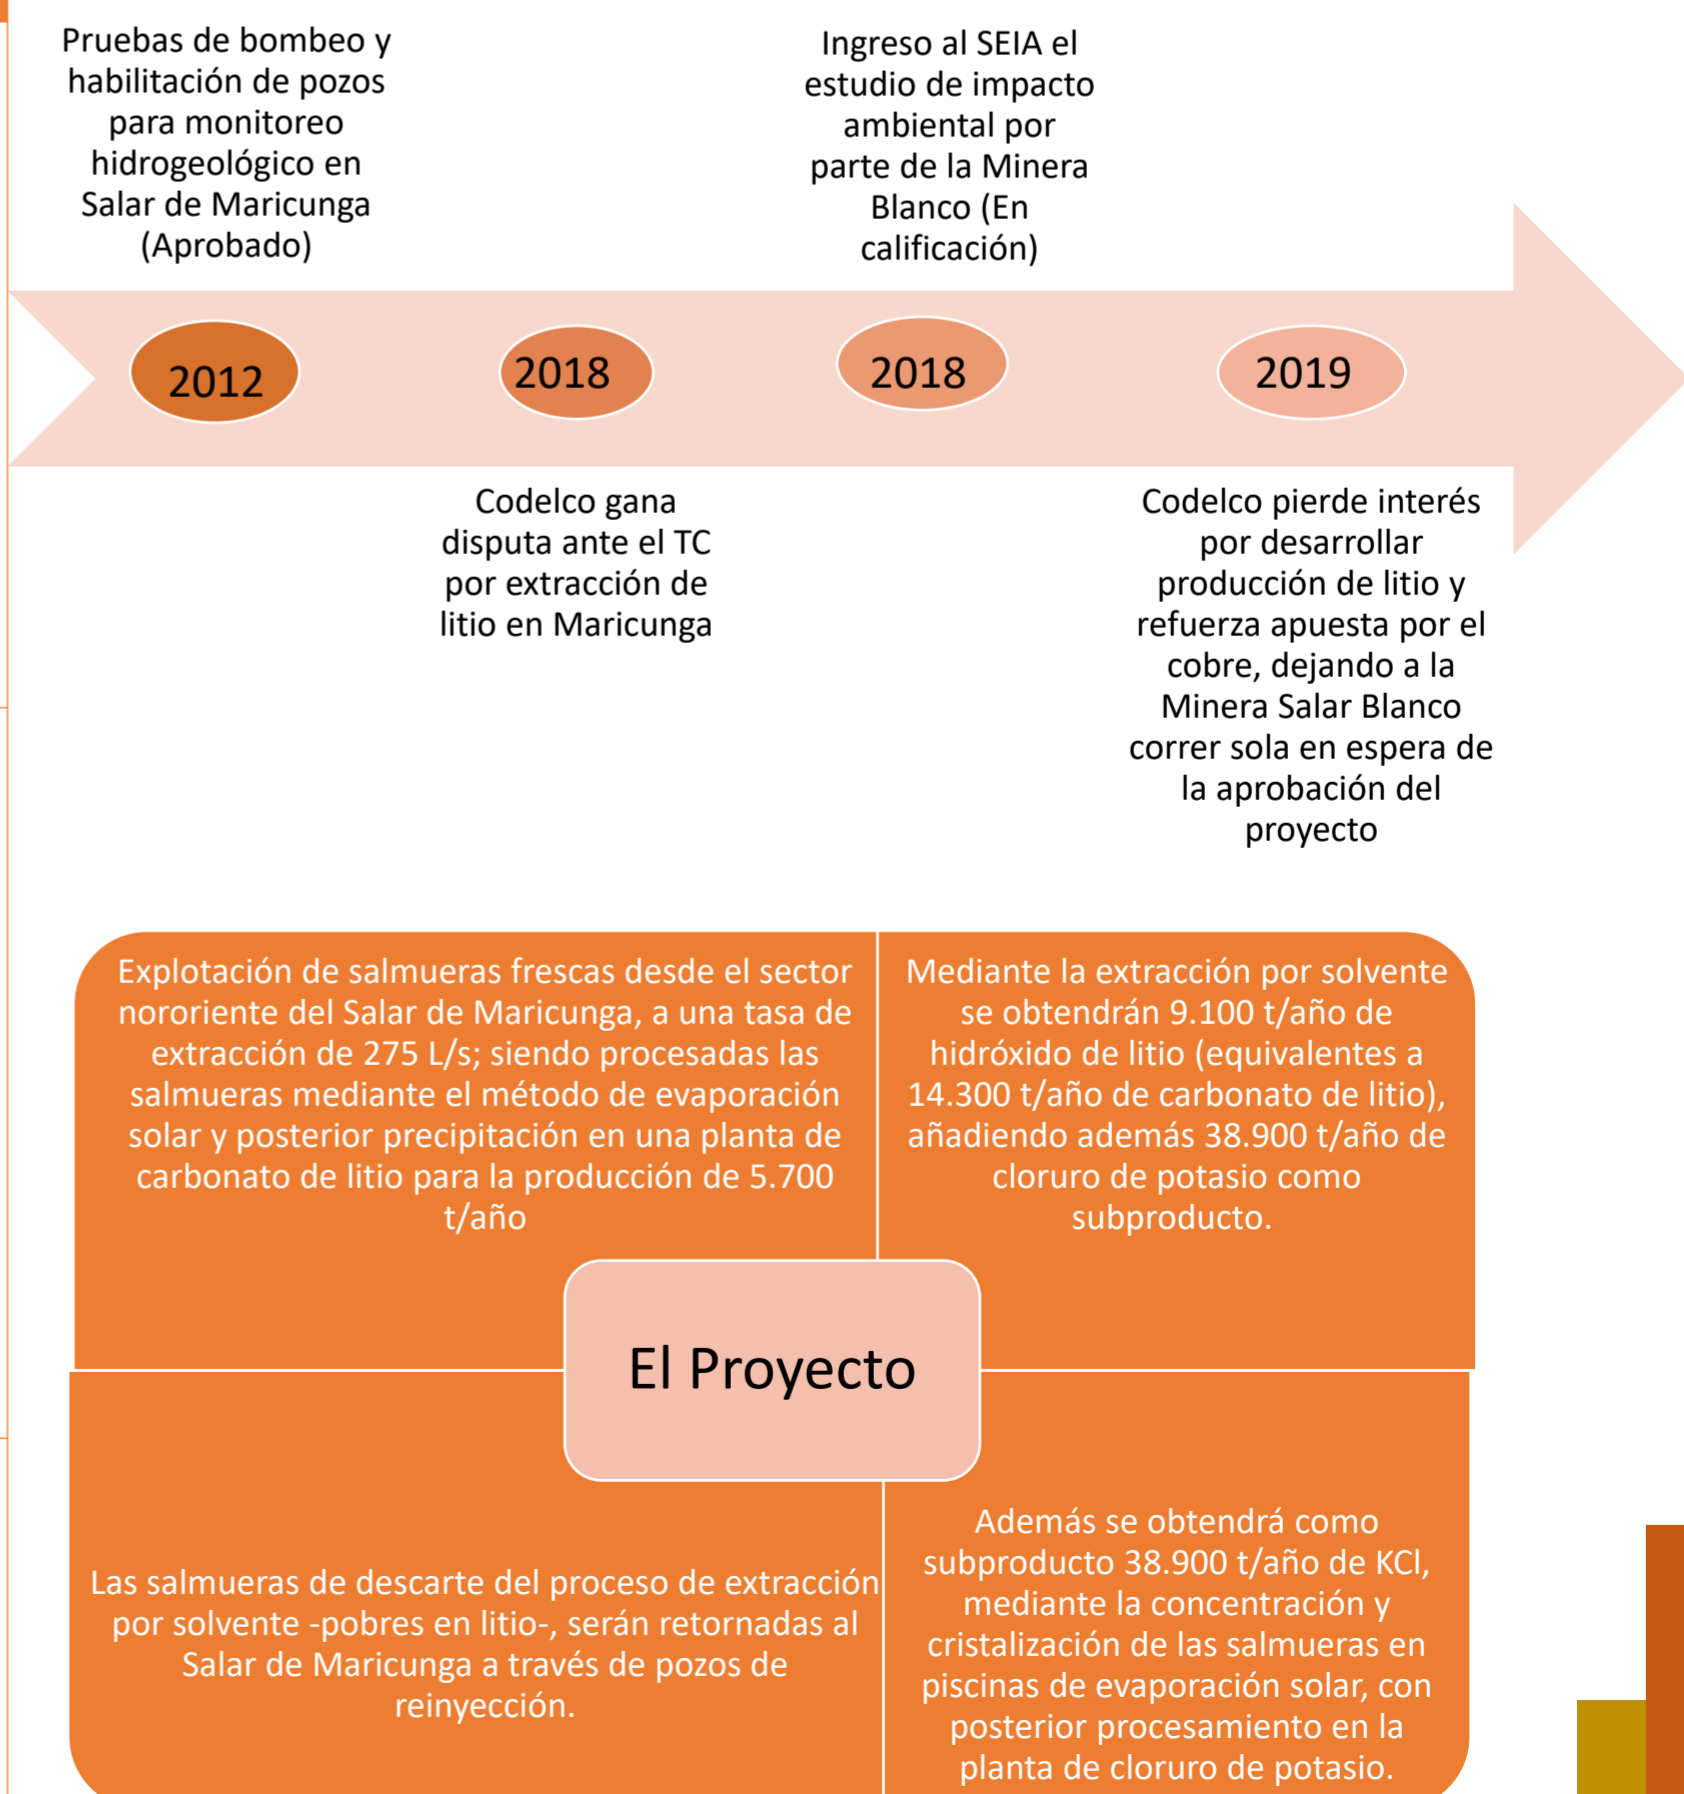 Pruebas de bombeo y
habilitación de pozos
para monitoreo
hidrogeológico en
Salar de Maricunga
(Aprobado)
Ingreso al SEIA el
estudio de impacto
ambiental por
parte de la Minera
Blanco (En
calificación)
2012
2018
2018
2019
Codelco gana
disputa ante el TC
por extracción de
litio en Maricunga
Codelco pierde interés
por desarrollar
producción de litio y
refuerza apuesta por el
cobre, dejando a la
Minera Salar Blanco
correr sola en espera de
la aprobación del
proyecto
Explotación de salmueras frescas desde el sector
nororiente del Salar de Maricunga, a una tasa de
extracción de 275 L/s; siendo procesadas las
salmueras mediante el método de evaporación
solar y posterior precipitación en una planta de
carbonato de litio para la producción de 5.700
t/año
Mediante la extracción por solvente
se obtendrán 9.100 t/año de
hidróxido de litio (equivalentes a
14.300 t/año de carbonato de litio),
añadiendo además 38.900 t/año de
cloruro de potasio como
subproducto.
El Proyecto
Las salmueras de descarte del proceso de extracción
por solvente -pobres en litio-, serán retornadas al
Salar de Maricunga a través de pozos de
reinyección.
Además se obtendrá como
subproducto 38.900 t/año de KCl,
mediante la concentración y
cristalización de las salmueras en
piscinas de evaporación solar, con
posterior procesamiento en la
planta de cloruro de potasio.